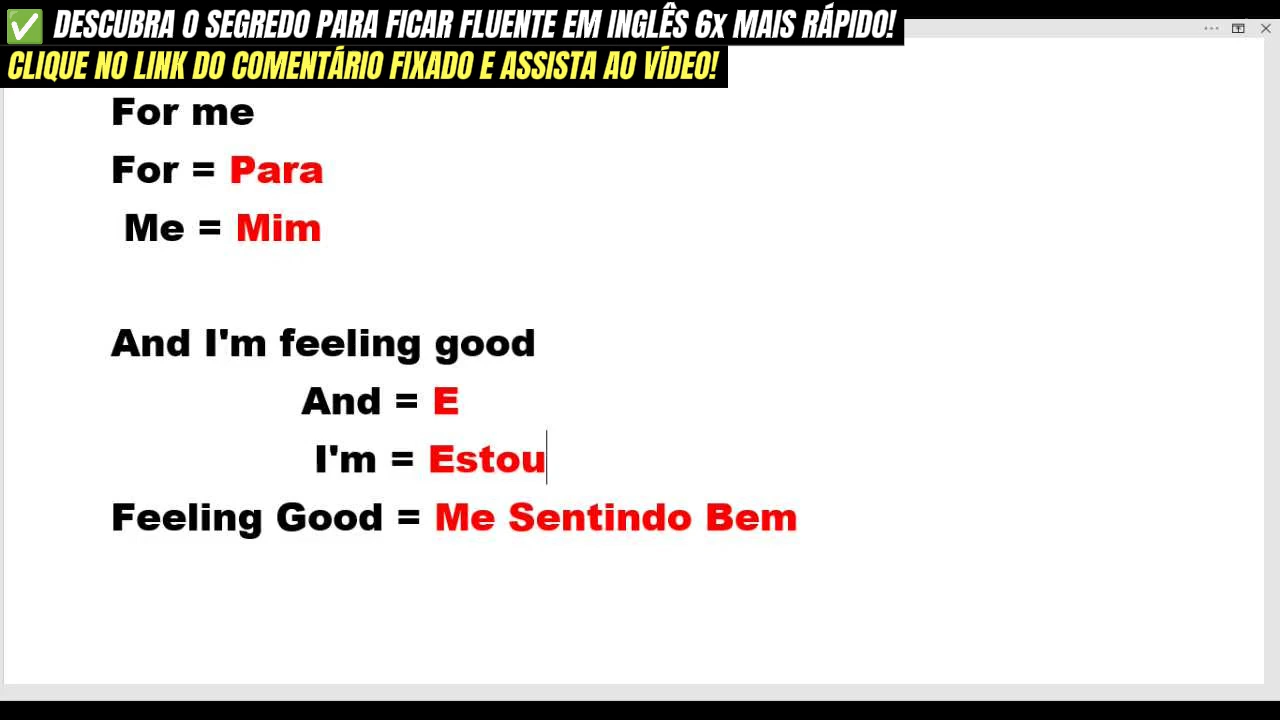 ✅ DESCUBRA O SEGREDO PARA FICAR FLUENTE EM INGLÊS 6x MAIS RÁPIDO!
CLIQUE NO LINK DO COMENTÁRIO FIXADO E ASSISTA AO VÍDEO!
For me
For = Para
Me = Mim
And I'm feeling good
And = E
I'm = Estou
Feeling Good = Me Sentindo Bem